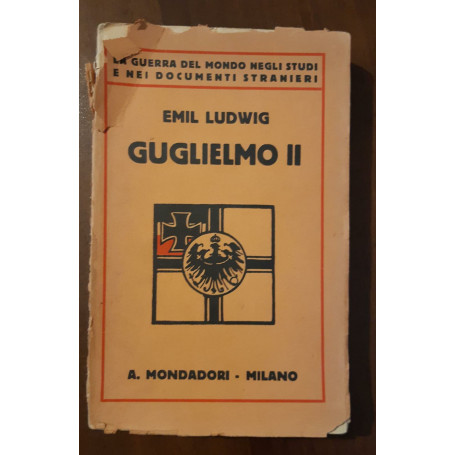 LA GUERRA DEL MONDO NEGLI STUDI
E NEI DOCUMENTI STRANIERI
EMIL LUDWIG
GUGLIELMO II
A. MONDADORI - MILANO